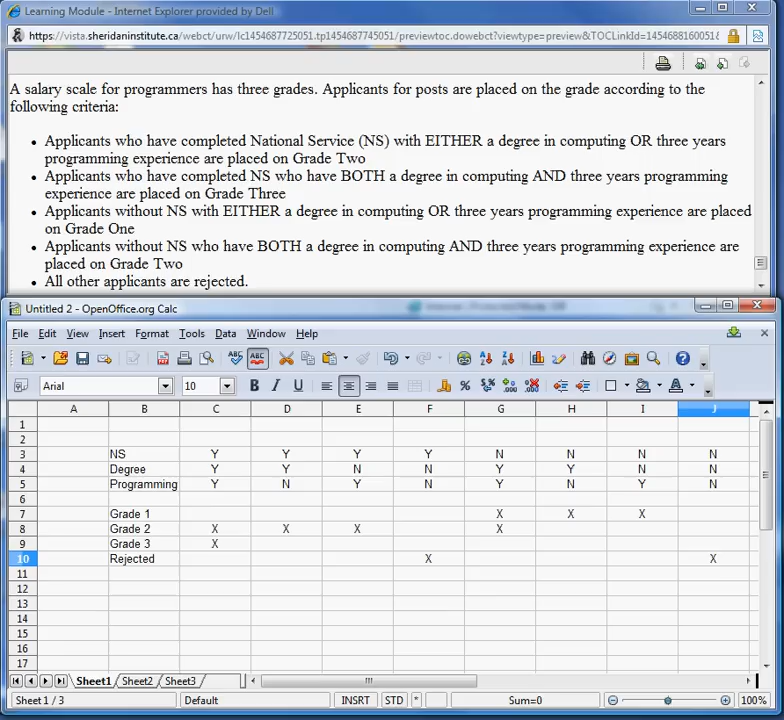 Learning Module - Internet Explorer provided by Dell
https://vista.sheridaninstitute.ca/webct/urw/lc1454687725051.tp1454687745051/previewtoc.dowebct?viewtype=preview&TOCLinkId=1454688160051&
A salary scale for programmers has three grades. Applicants for posts are placed on the grade according to the
following criteria:
• Applicants who have completed National Service (NS) with EITHER a degree in computing OR three years
programming experience are placed on Grade Two
• Applicants who have completed NS who have BOTH a degree in computing AND three years programming
experience are placed on Grade Three
• Applicants without NS with EITHER a degree in computing OR three years programming experience are placed
on Grade One
• Applicants without NS who have BOTH a degree in computing AND three years programming experience are
placed on Grade Two
• All other applicants are rejected.
Untitled 2 - OpenOffice.org Calc
File Edit View Insert Format Tools Data Window Help
Arial 10 B I U
A B C D E F G H I J
1
2
3 NS Y Y Y Y N N N N
4 Degree Y Y N N Y Y N N
5 Programming Y N Y N Y N Y N
6
7 Grade 1 X X X
8 Grade 2 X X X X
9 Grade 3 X
10 Rejected X X
11
12
13
14
15
16
17
Sheet1 Sheet2 Sheet3
Sheet 1 / 3 Default INSRT STD * Sum=0 100%